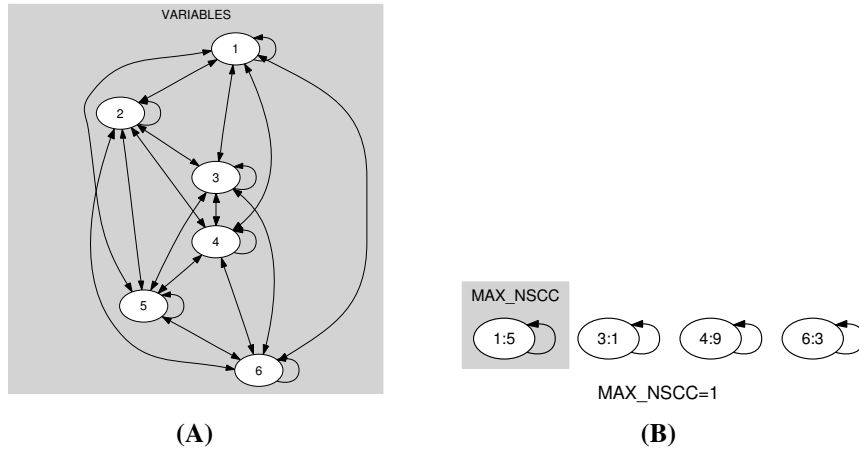 VARIABLES
1
2
3
4
5
6
(A)
MAX_NSCC
1:5 3:1 4:9 6:3
MAX_NSCC=1
(B)